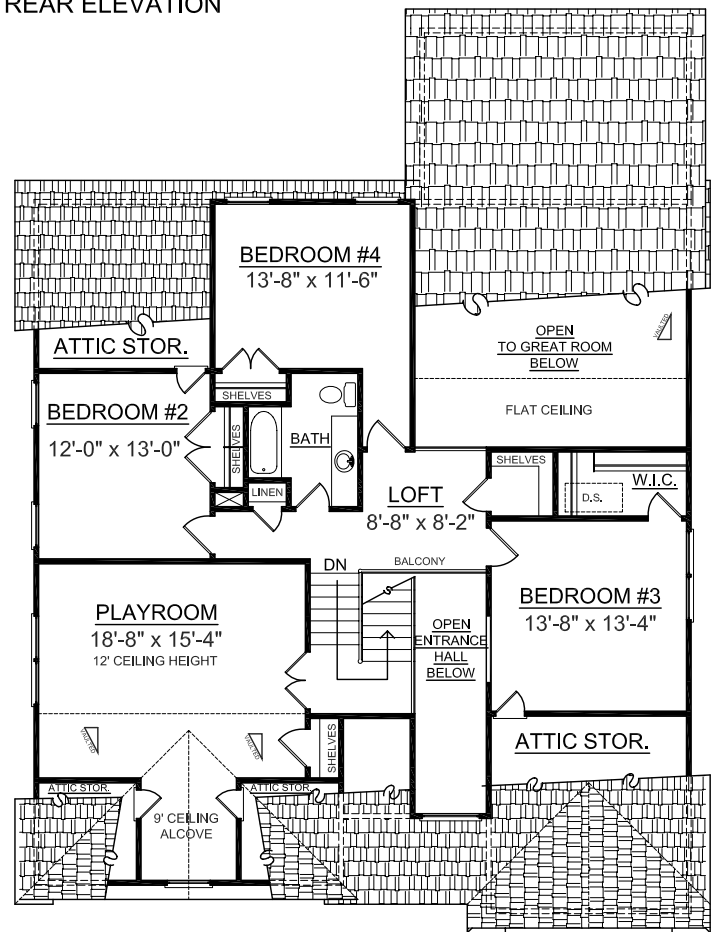 REAR ELEVATION
BEDROOM #4
13'-8" x 11'-6"
ATTIC STOR.
OPEN
TO GREAT ROOM
BELOW
VAULTED
FLAT CEILING
SHELVES
BEDROOM #2
12'-0" x 13'-0"
SHELVES
BATH
LINEN
LOFT
8'-8" x 8'-2"
SHELVES
W.I.C.
D.S.
DN
BALCONY
PLAYROOM
18'-8" x 15'-4"
12' CEILING HEIGHT
OPEN
ENTRANCE
HALL
BELOW
BEDROOM #3
13'-8" x 13'-4"
VAULTED
VAULTED
SHELVES
ATTIC STOR.
ATTIC STOR.
ATTIC STOR.
9' CEILING
ALCOVE